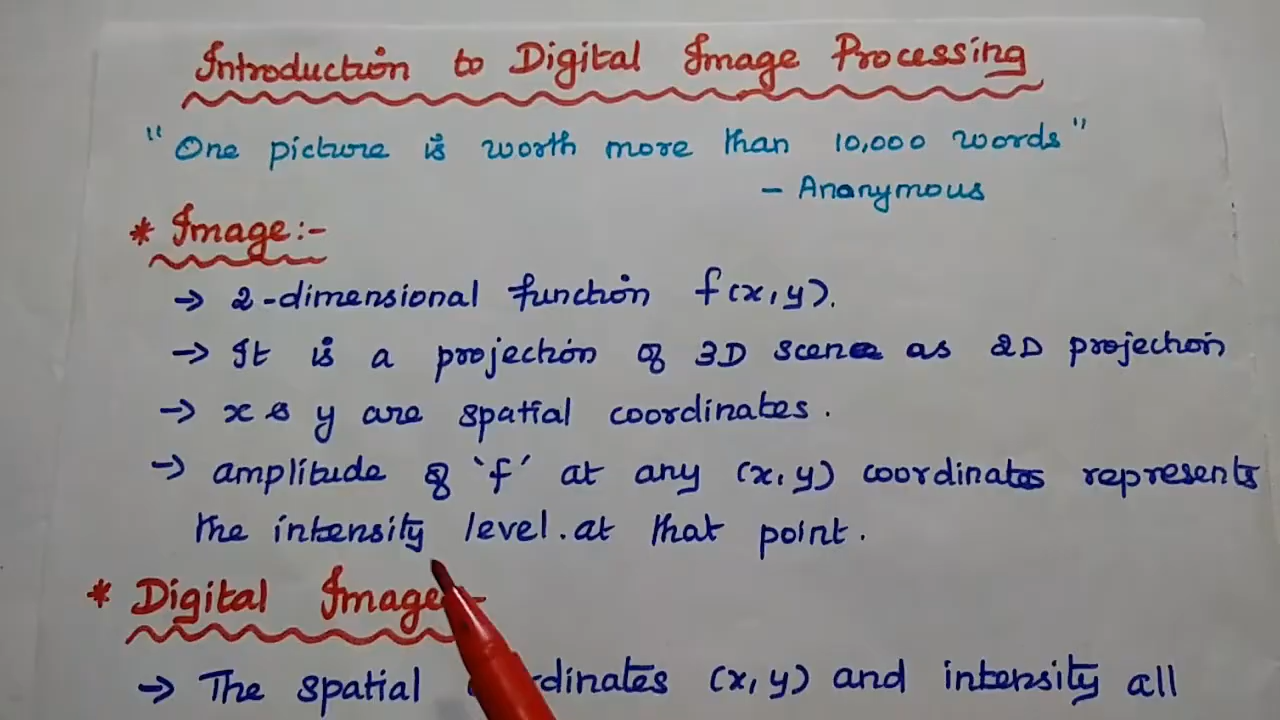 Introduction to Digital Image Processing
"One picture is worth more than 10,000 words"
- Ananymous
* Image:-
→ 2-dimensional function f(x,y).
→ It is a projection of 3D scene as 2D projection
→ x & y are spatial coordinates.
→ amplitude of 'f' at any (x,y) coordinates represents
the intensity level.at that point.
* Digital Image:-
→ The spatial (x,y) and intensity all